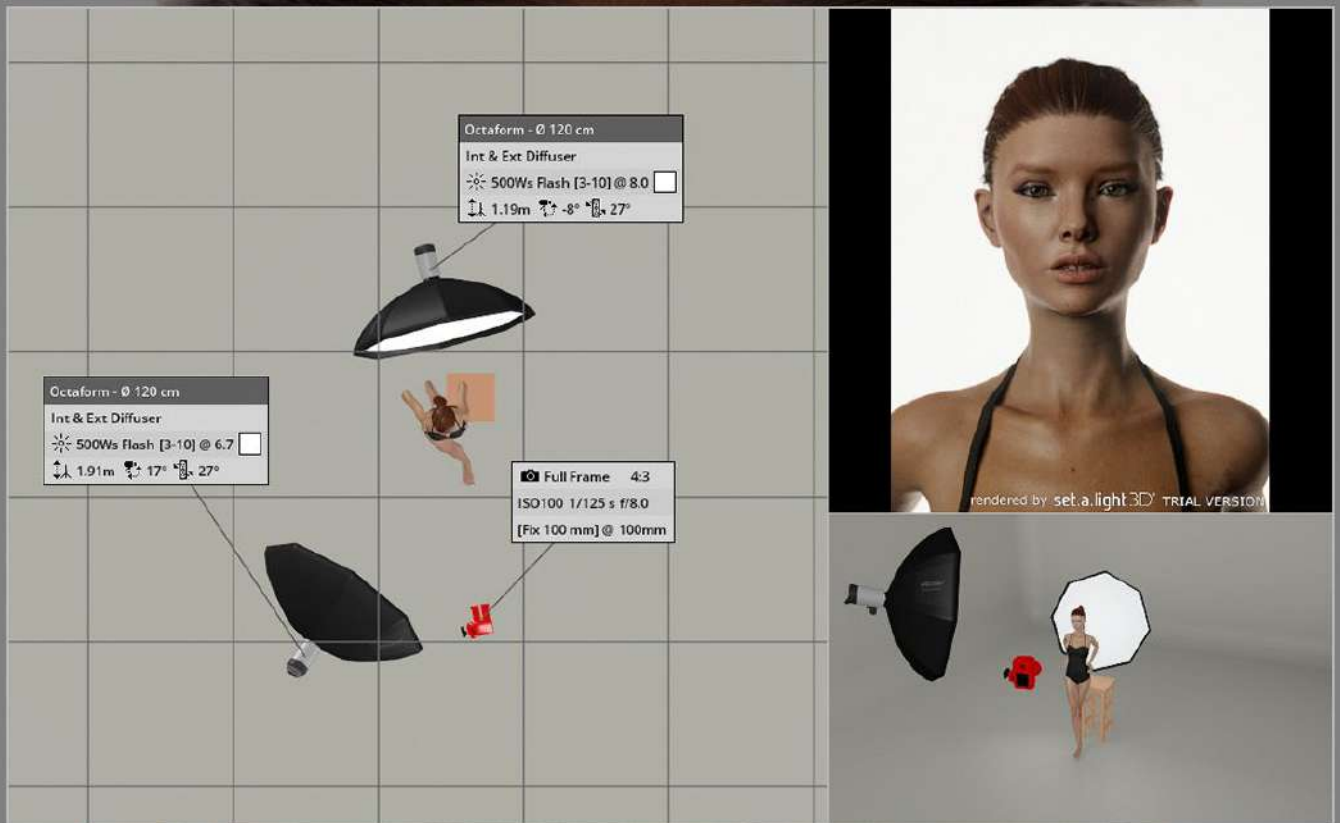 Octaform - Ø 120 cm
Int & Ext Diffuser
500Ws Flash [3-10] @ 8.0
1.19m -8° 27°
Octaform - Ø 120 cm
Int & Ext Diffuser
500Ws Flash [3-10] @ 6.7
1.91m 17° 27°
Full Frame 4:3
ISO100 1/125 s f/8.0
[Fix 100 mm] @ 100mm
rendered by set.a.light 3D TRIAL VERSION